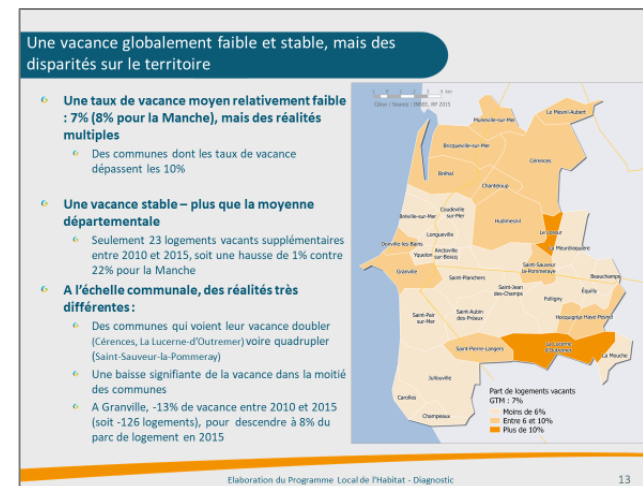 Une vacance globalement faible et stable, mais des
disparités sur le territoire
Une taux de vacance moyen relativement faible
: 7% (8% pour la Manche), mais des réalités
multiples
Des communes dont les taux de vacance
dépassent les 10%
Une vacance stable – plus que la moyenne
départementale
Seulement 23 logements vacants supplémentaires
entre 2010 et 2015, soit une hausse de 1% contre
22% pour la Manche
A l'échelle communale, des réalités très
différentes :
Des communes qui voient leur vacance doubler
(Cérences, La Lucerne-d'Outremer) voire quadrupler
(Saint-Sauveur-la-Pommeray)
Une baisse signifiante de la vacance dans la moitié
des communes
A Granville, -13% de vacance entre 2010 et 2015
(soit -126 logements), pour descendre à 8% du
parc de logement en 2015
INSEE, RP 2015
Le Mesnil-Aubert
Muneville-sur-Mer
Bricqueville-sur-Mer
Cérences
Bréhal
Chanteloup
Coudeville
sur-Mer
Bréville-sur-Mer
Hudimesnil
Le Loreur
Longueville
La Meurdraquière
Donville-les-Bains
Anctoville
sur-Boscq
Yquelon
Saint-Sauveur
la-Pommeraye
Granville
Beauchamps
Saint-Planchers
Saint-Jean
des-Champs
Équilly
Folligny
Saint-Pair
sur-Mer
Saint-Aubin
des-Préaux
Hocquigny
La Haye-Pesnel
Saint-Pierre-Langers
La Lucerne
d'Outremer
La Mouche
Jullouville
Carolles
Champeaux
Part de logements vacants
GTM : 7%
Moins de 6%
Entre 6 et 10%
Plus de 10%
Elaboration du Programme Local de l'Habitat - Diagnostic
13